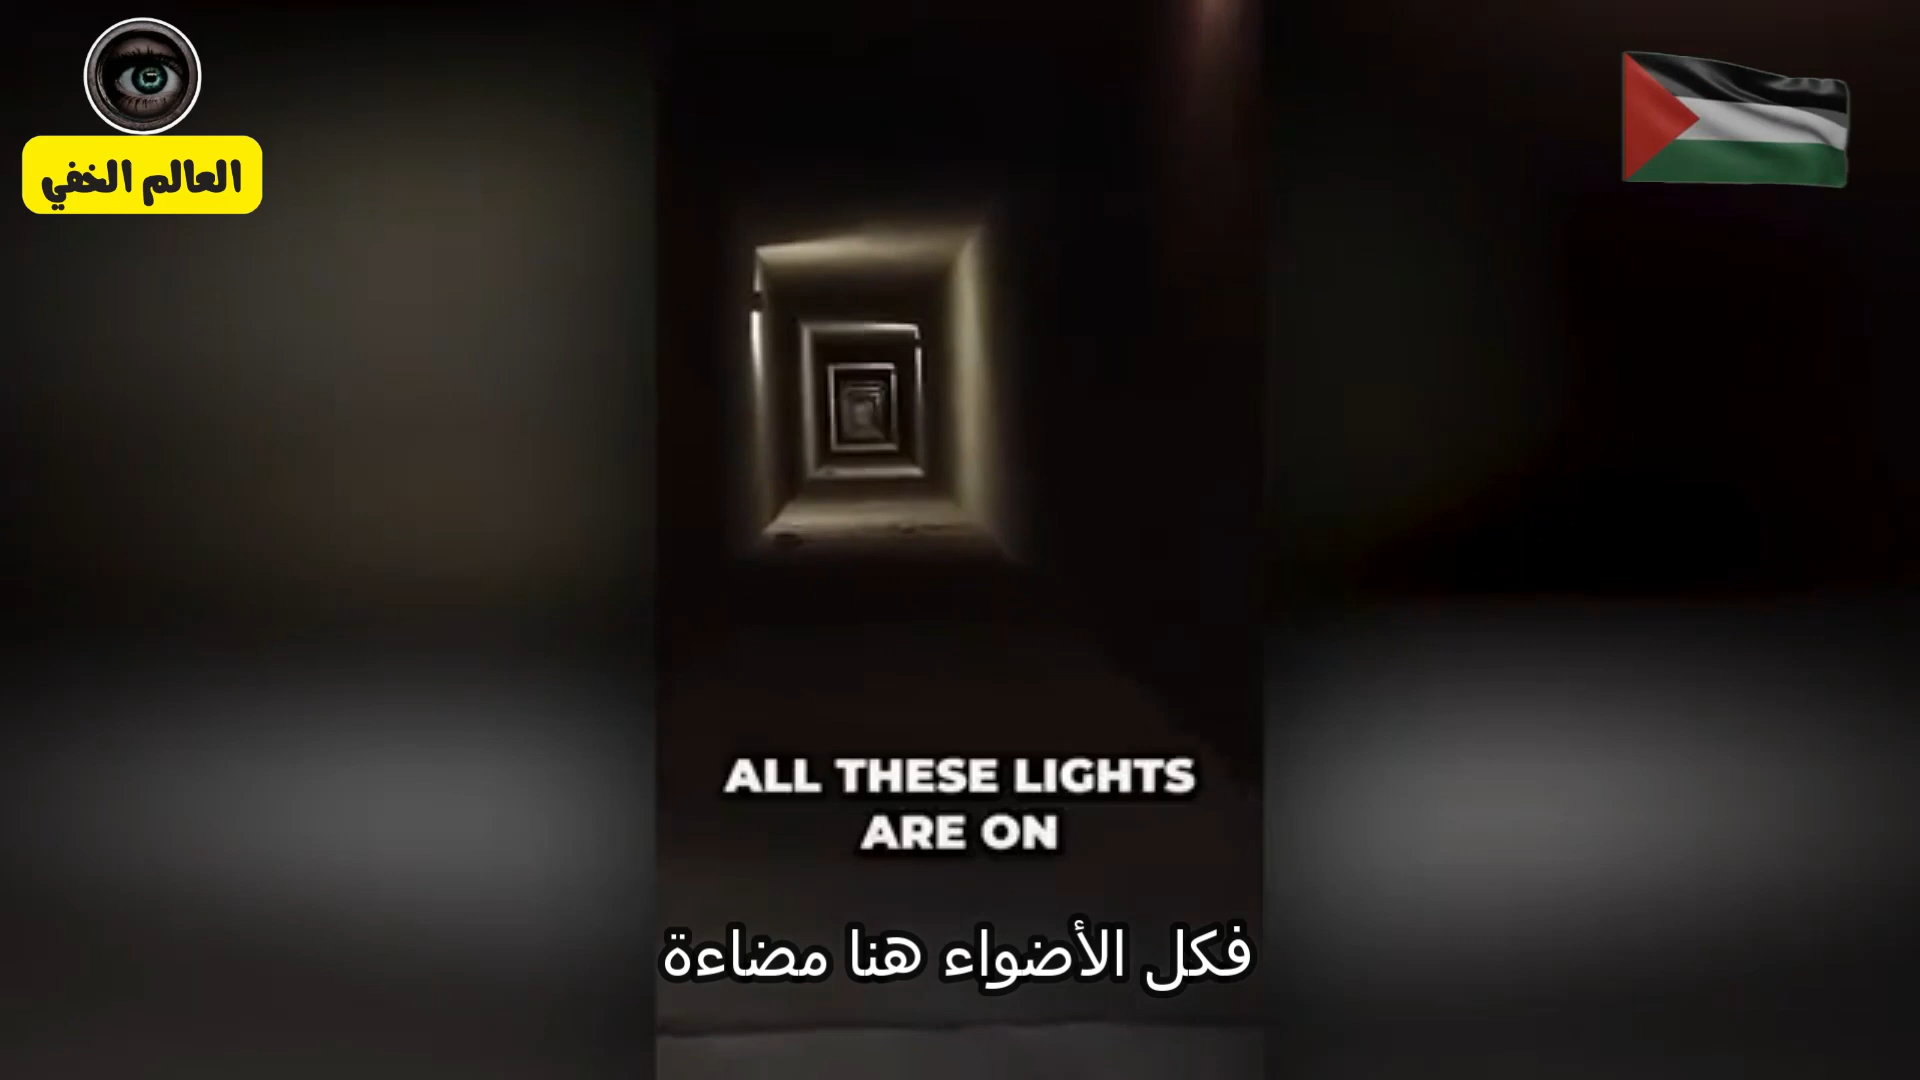 العالم الخفي
ALL THESE LIGHTS
ARE ON
فكل الأضواء هنا مضاءة